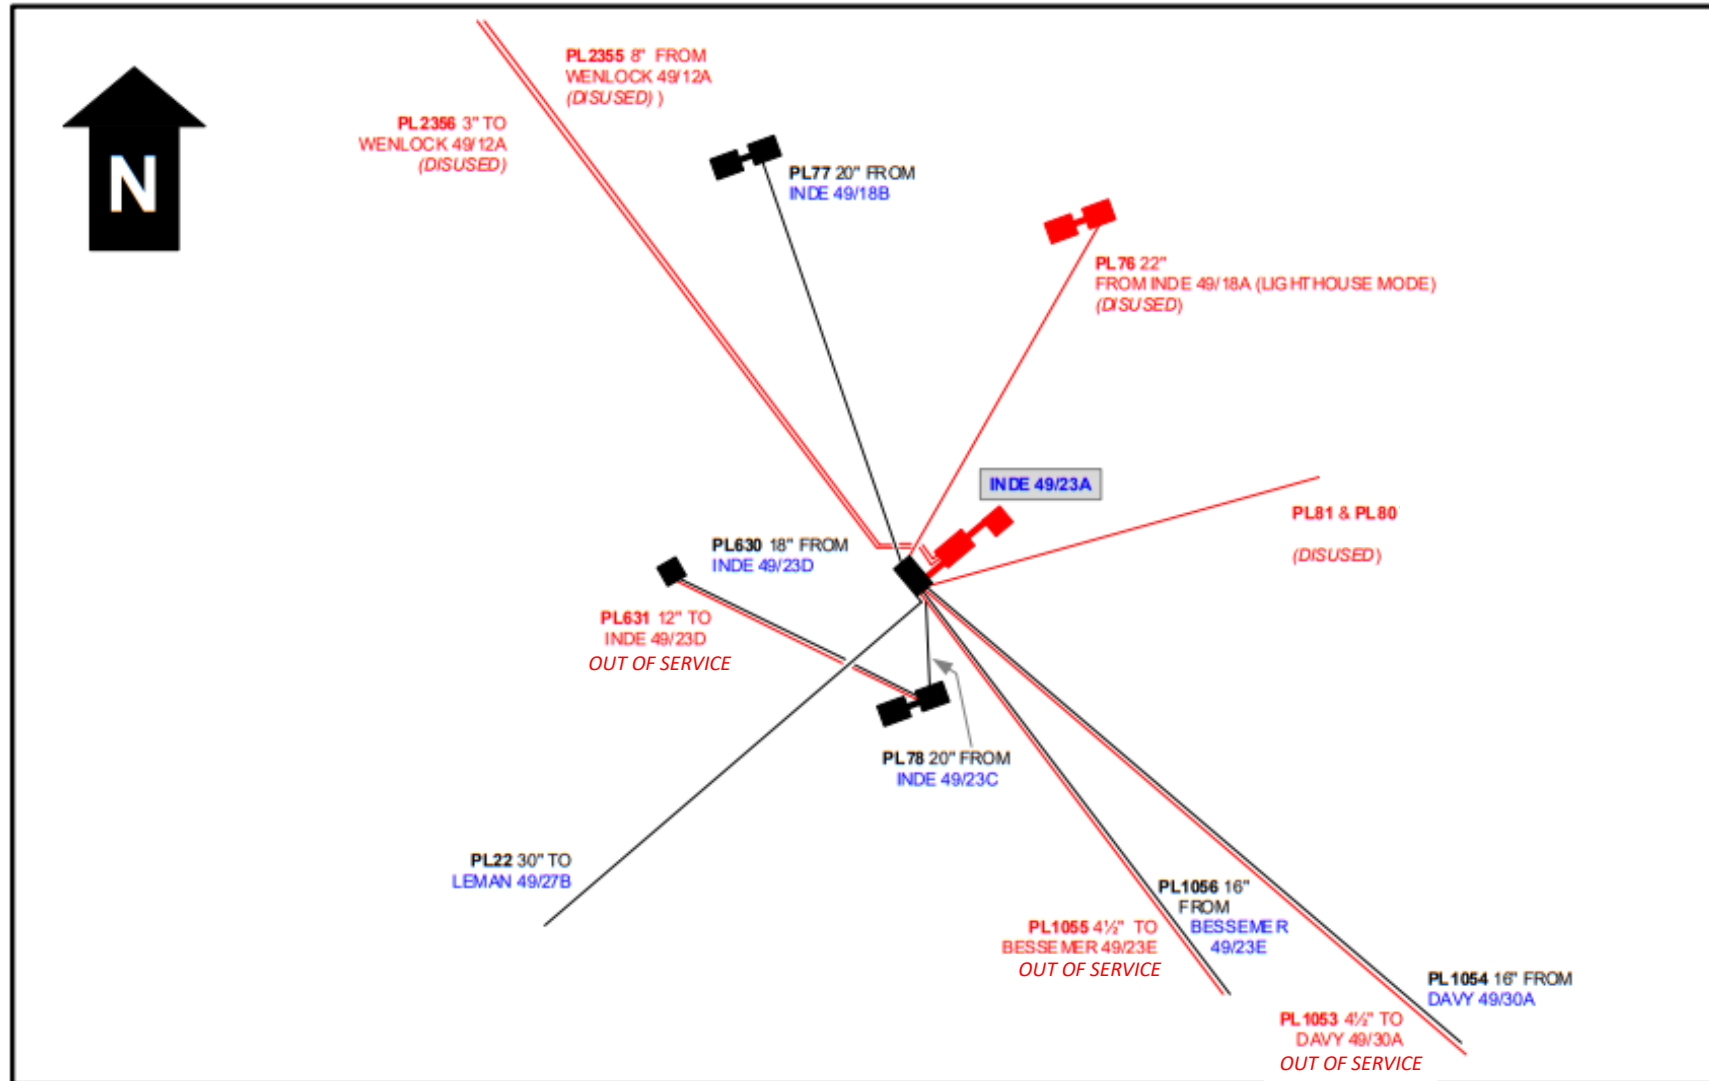 PL2355 8" FROM
WENLOCK 49/12A
(DISUSED) )
PL2356 3" TO
WENLOCK 49/12A
(DISUSED)
N
PL77 20" FROM
INDE 49/18B
PL76 22"
FROM INDE 49/18A (LIGHTHOUSE MODE)
(DISUSED)
INDE 49/23A
PL81 & PL80
(DISUSED)
PL630 18" FROM
INDE 49/23D
PL631 12" TO
INDE 49/23D
OUT OF SERVICE
PL78 20" FROM
INDE 49/23C
PL22 30" TO
LEMAN 49/27B
PL1056 16"
FROM
BESSEMER
49/23E
PL1055 4½" TO
BESSEMER 49/23E
OUT OF SERVICE
PL1054 16" FROM
DAVY 49/30A
PL1053 4½" TO
DAVY 49/30A
OUT OF SERVICE